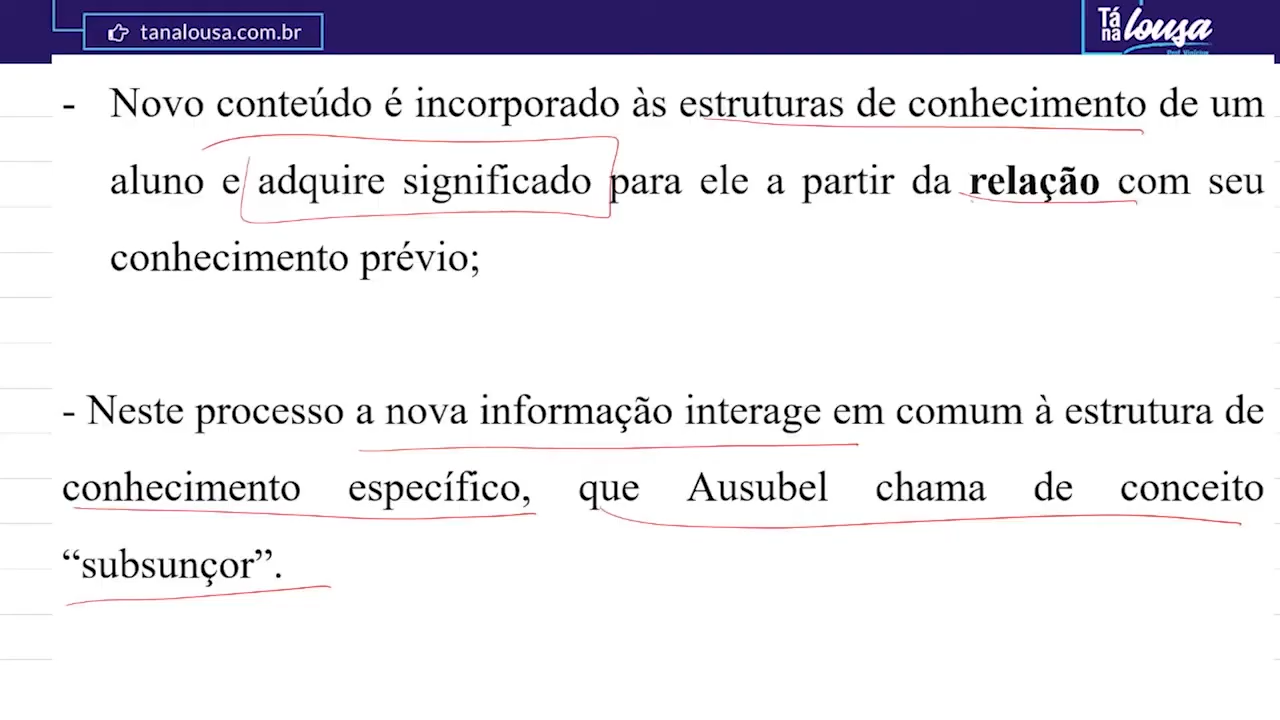 tanalousa.com.br
Tá
na lousa
Prof. Vinícius
- Novo conteúdo é incorporado às estruturas de conhecimento de um
aluno e adquire significado para ele a partir da relação com seu
conhecimento prévio;
- Neste processo a nova informação interage em comum à estrutura de
conhecimento específico, que Ausubel chama de conceito
“subsunçor”.